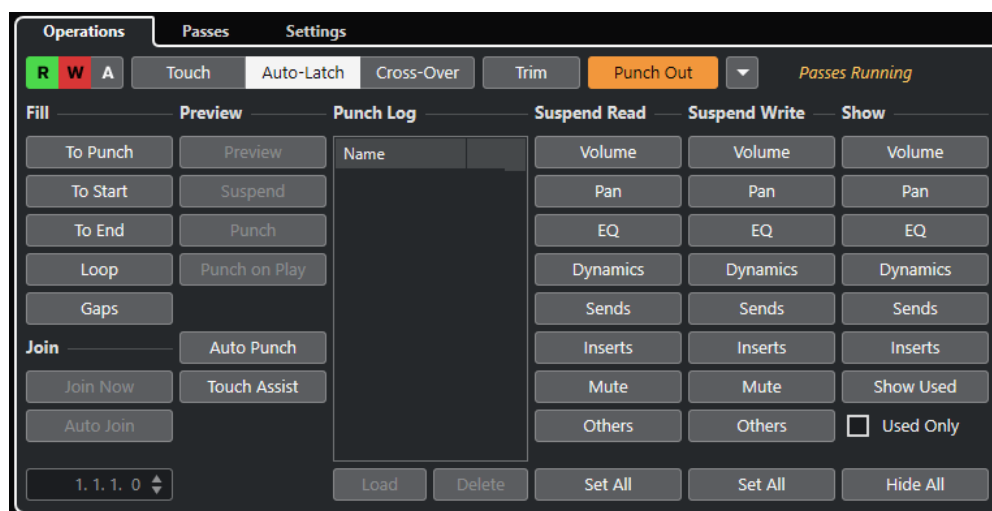 Operations Passes Settings
R W A Touch Auto-Latch Cross-Over Trim Punch Out Passes Running
Fill Preview Punch Log Suspend Read Suspend Write Show
To Punch Preview Name Volume Volume Volume
To Start Suspend Pan Pan Pan
To End Punch EQ EQ EQ
Loop Punch on Play Dynamics Dynamics Dynamics
Gaps Sends Sends Sends
Join Auto Punch Inserts Inserts Inserts
Join Now Touch Assist Mute Mute Show Used
Auto Join Others Others Used Only
1. 1. 1. 0 Load Delete Set All Set All Hide All